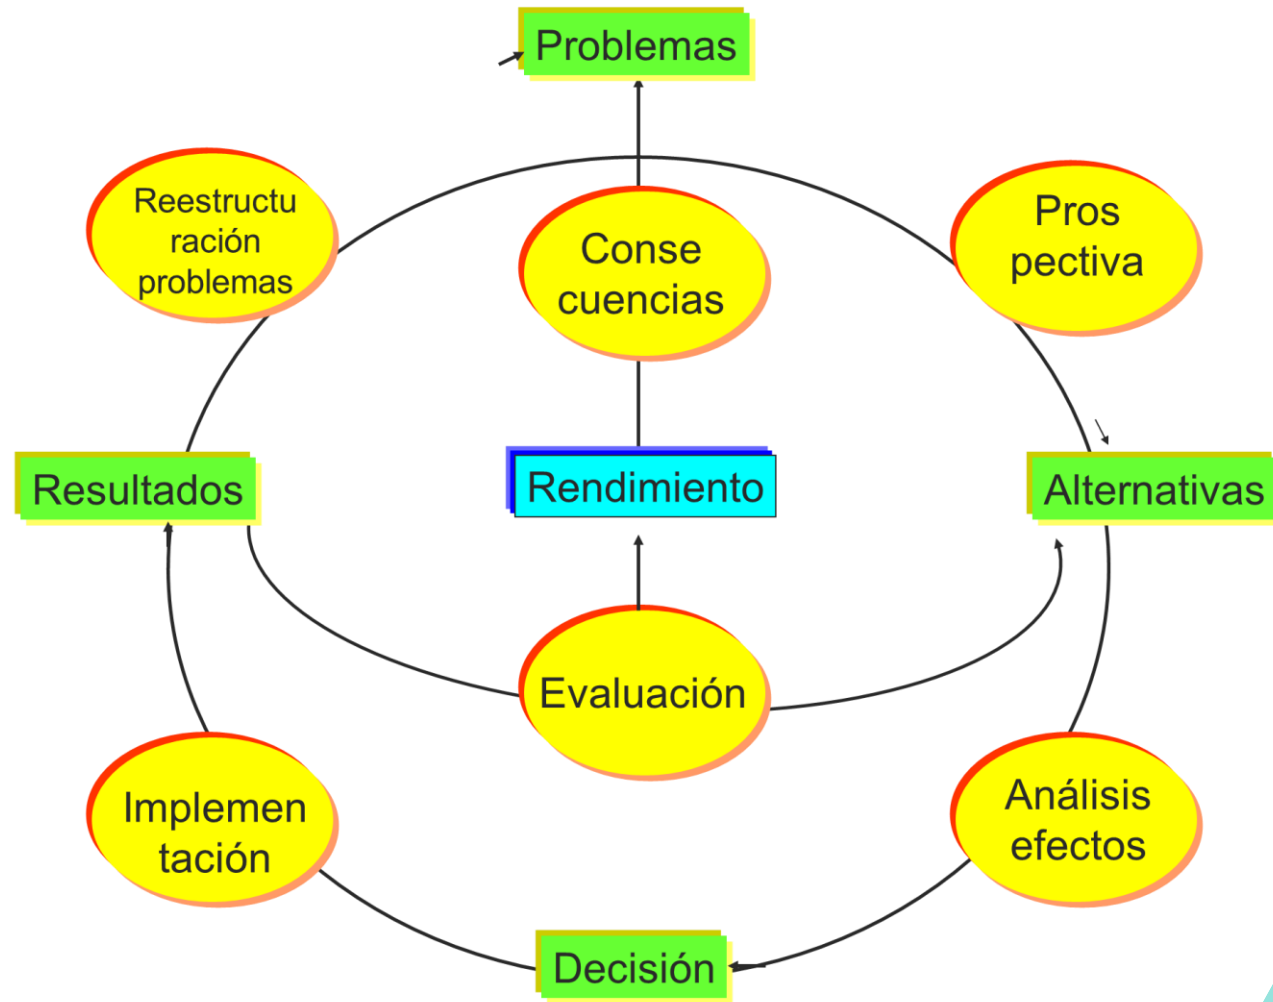 Problemas
Reestructu
ración
problemas
Conse
cuencias
Pros
pectiva
Resultados
Rendimiento
Alternativas
Evaluación
Implemen
tación
Análisis
efectos
Decisión